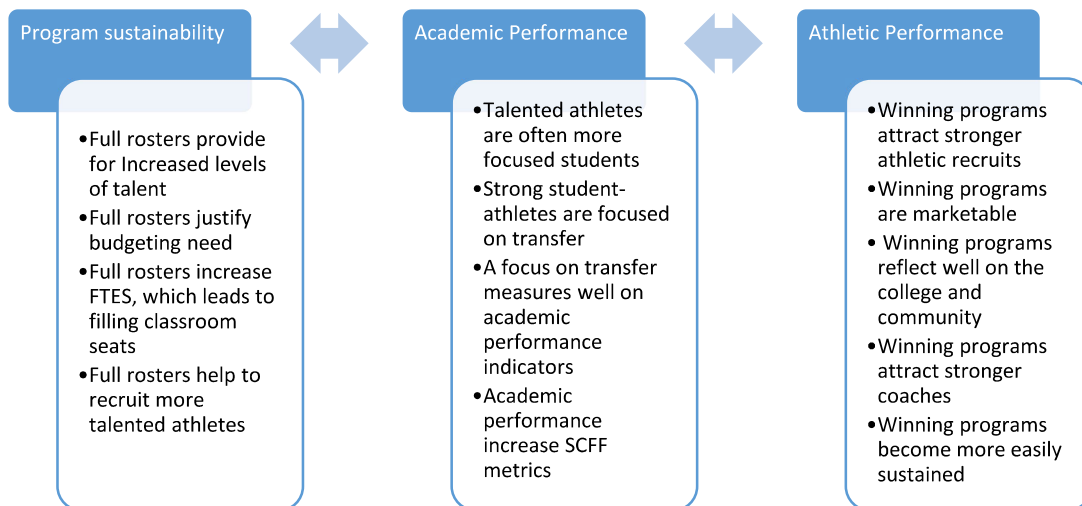 Program sustainability
•Full rosters provide
for Increased levels
of talent
•Full rosters justify
budgeting need
•Full rosters increase
FTES, which leads to
filling classroom
seats
•Full rosters help to
recruit more
talented athletes
Academic Performance
•Talented athletes
are often more
focused students
•Strong student-
athletes are focused
on transfer
•A focus on transfer
measures well on
academic
performance
indicators
•Academic
performance
increase SCFF
metrics
Athletic Performance
•Winning programs
attract stronger
athletic recruits
•Winning programs
are marketable
• Winning programs
reflect well on the
college and
community
•Winning programs
attract stronger
coaches
•Winning programs
become more easily
sustained